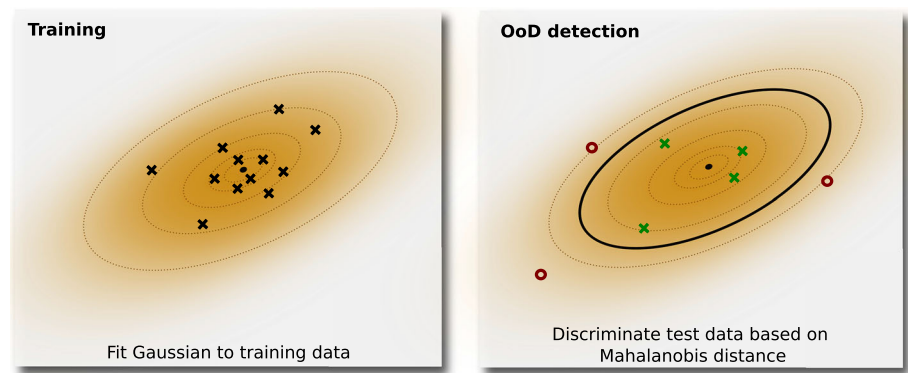 Training
Fit Gaussian to training data
OoD detection
Discriminate test data based on
Mahalanobis distance